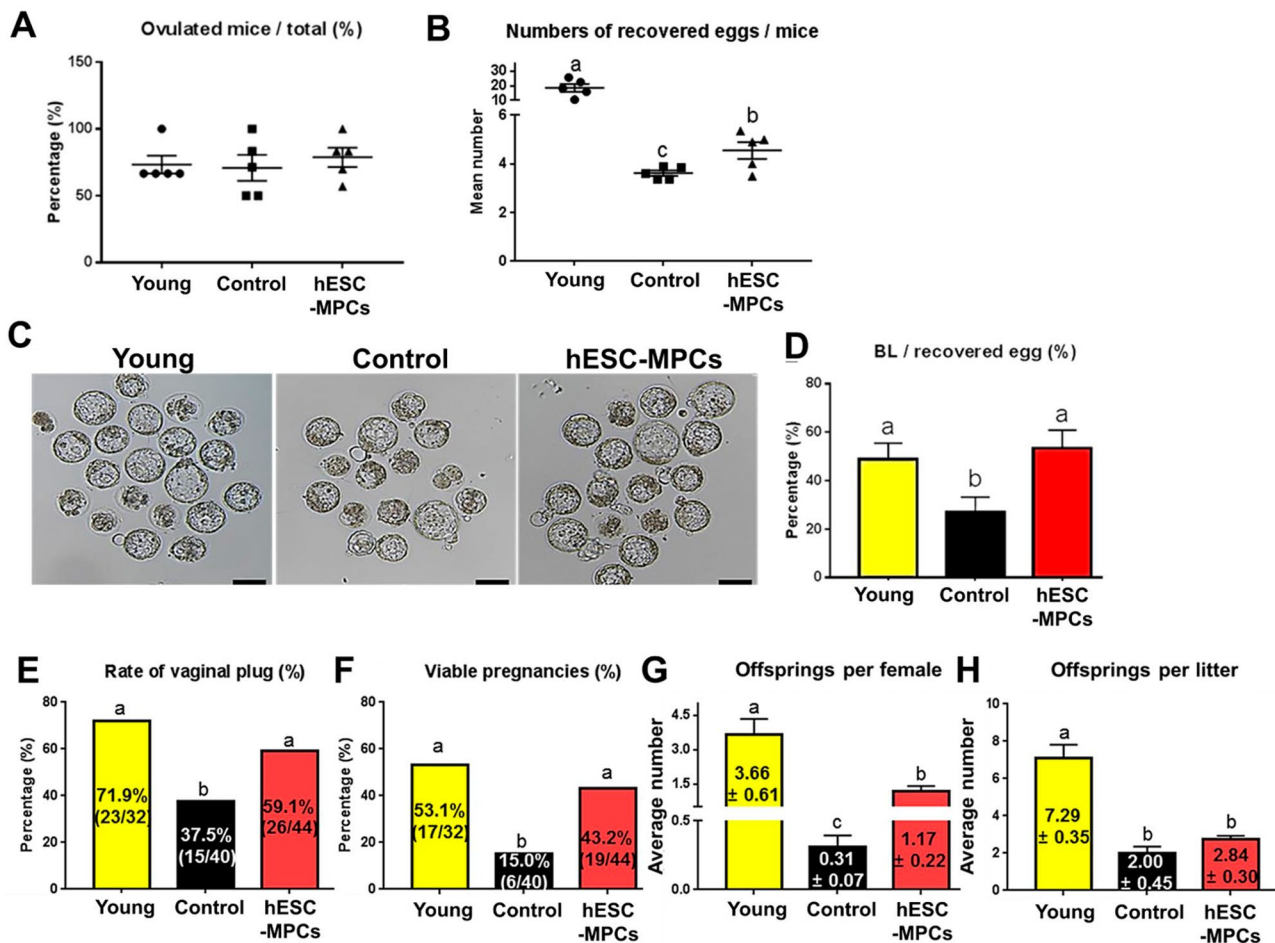 A
Ovulated mice / total (%)
150
100
50
0
Percentage (%)
Young
Control
hESC
-MPCs
B
Numbers of recovered eggs / mice
30
20
10
6
4
2
0
Mean number
a
c
b
Young
Control
hESC
-MPCs
C
Young
Control
hESC-MPCs
D
BL / recovered egg (%)
80
60
40
20
0
Percentage (%)
a
b
a
Young
Control
hESC
-MPCs
E
Rate of vaginal plug (%)
80
60
40
20
0
Percentage (%)
a
b
a
71.9%
(23/32)
37.5%
(15/40)
59.1%
(26/44)
Young
Control
hESC
-MPCs
F
Viable pregnancies (%)
80
60
40
20
0
Percentage (%)
a
b
a
53.1%
(17/32)
15.0%
(6/40)
43.2%
(19/44)
Young
Control
hESC
-MPCs
G
Offsprings per female
4.5
3.0
1.5
0.5
0.0
Average number
a
c
b
3.66
± 0.61
0.31
± 0.07
1.17
± 0.22
Young
Control
hESC
-MPCs
H
Offsprings per litter
10
8
6
4
2
0
Average number
a
b
b
7.29
± 0.35
2.00
± 0.45
2.84
± 0.30
Young
Control
hESC
-MPCs